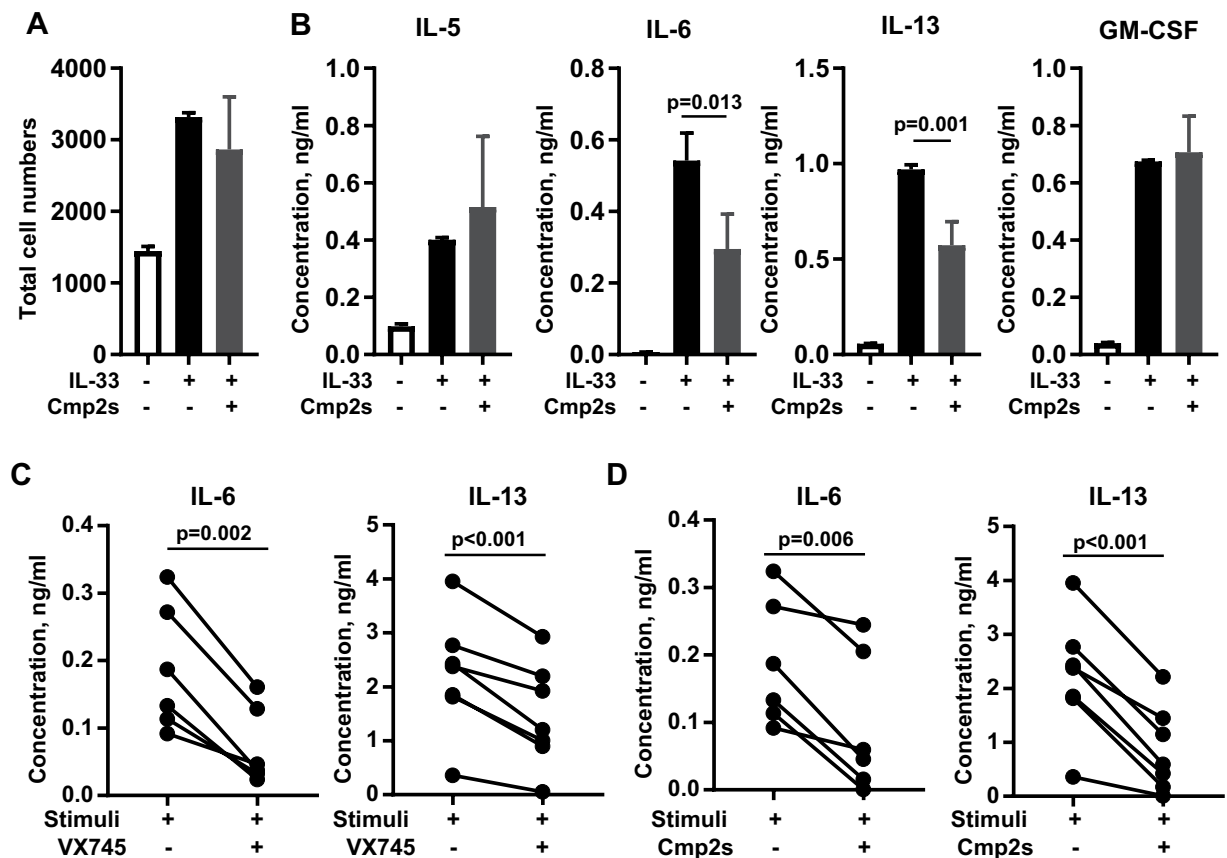 A
Total cell numbers
4000
3000
2000
1000
0
IL-33 - + +
Cmp2s - - +
B
IL-5
Concentration, ng/ml
1.0
0.8
0.6
0.4
0.2
0.0
IL-33 - + +
Cmp2s - - +
IL-6
Concentration, ng/ml
0.8
0.6
0.4
0.2
0.0
p=0.013
IL-33 - + +
Cmp2s - - +
IL-13
Concentration, ng/ml
1.5
1.0
0.5
0.0
p=0.001
IL-33 - + +
Cmp2s - - +
GM-CSF
Concentration, ng/ml
1.0
0.8
0.6
0.4
0.2
0.0
IL-33 - + +
Cmp2s - - +
C
IL-6
Concentration, ng/ml
0.4
0.3
0.2
0.1
0.0
p=0.002
Stimuli + +
VX745 - +
IL-13
Concentration, ng/ml
5
4
3
2
1
0
p<0.001
Stimuli + +
VX745 - +
D
IL-6
Concentration, ng/ml
0.4
0.3
0.2
0.1
0.0
p=0.006
Stimuli + +
Cmp2s - +
IL-13
Concentration, ng/ml
5
4
3
2
1
0
p<0.001
Stimuli + +
Cmp2s - +